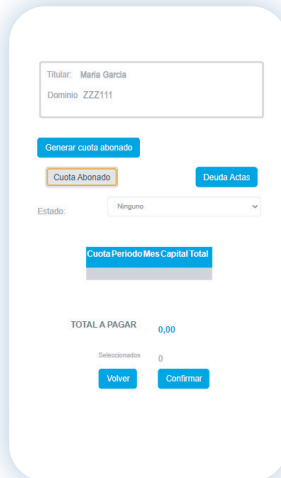 Titular: Maria Garcia
Dominio ZZZ111
Generar cuota abonado
Cuota Abonado Deuda Actas
Estado: Ninguno
Cuota Periodo Mes Capital Total
TOTAL A PAGAR 0,00
Seleccionados 0
Volver Confirmar